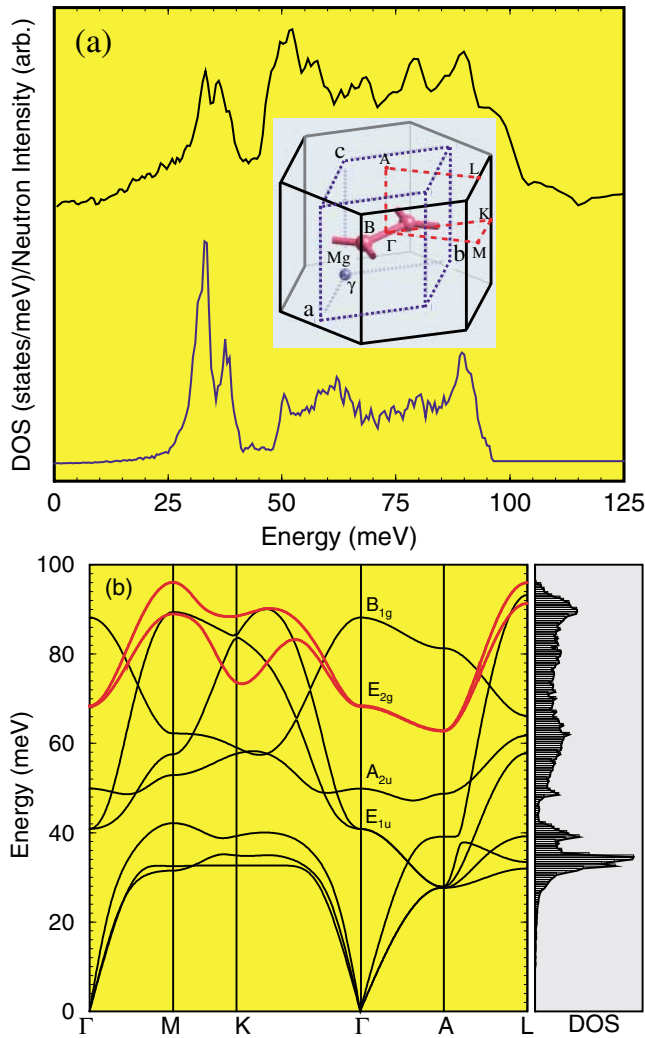 (a)
DOS (states/meV)/Neutron Intensity (arb.)
c
A
L
K
B
Γ
M
Mg
b
γ
a
0 25 50 75 100 125
Energy (meV)
100
(b)
B1g
80
E2g
60
A2u
E1u
40
20
0
Energy (meV)
Γ M K Γ A L DOS